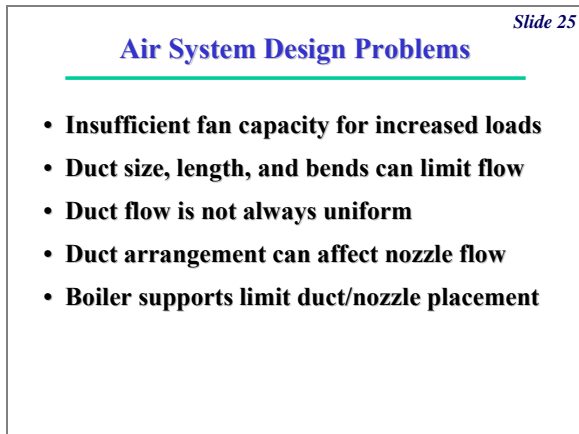 Slide 25
Air System Design Problems
• Insufficient fan capacity for increased loads
• Duct size, length, and bends can limit flow
• Duct flow is not always uniform
• Duct arrangement can affect nozzle flow
• Boiler supports limit duct/nozzle placement